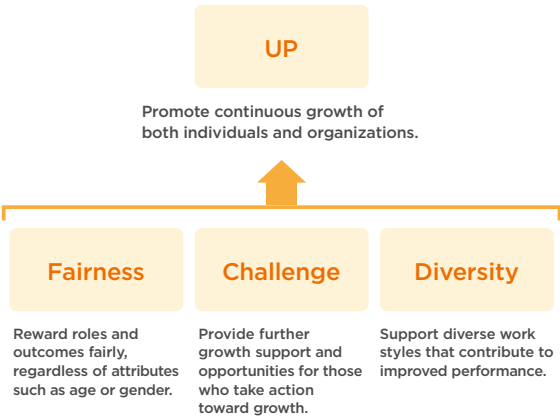 UP
Promote continuous growth of
both individuals and organizations.
Fairness
Reward roles and
outcomes fairly,
regardless of attributes
such as age or gender.
Challenge
Provide further
growth support and
opportunities for those
who take action
toward growth.
Diversity
Support diverse work
styles that contribute to
improved performance.